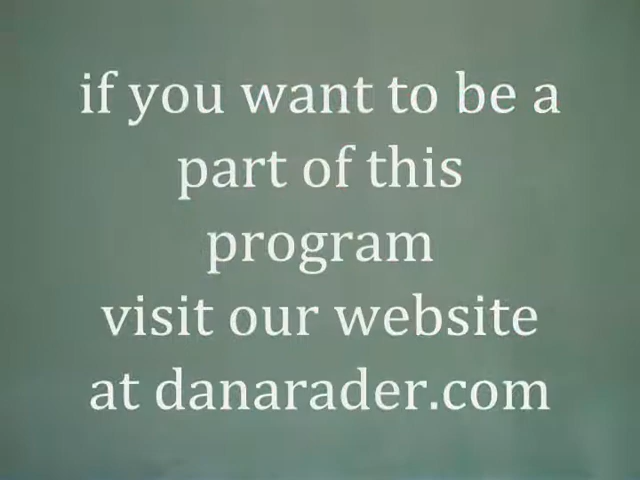 if you want to be a
part of this
program
visit our website
at danarader.com